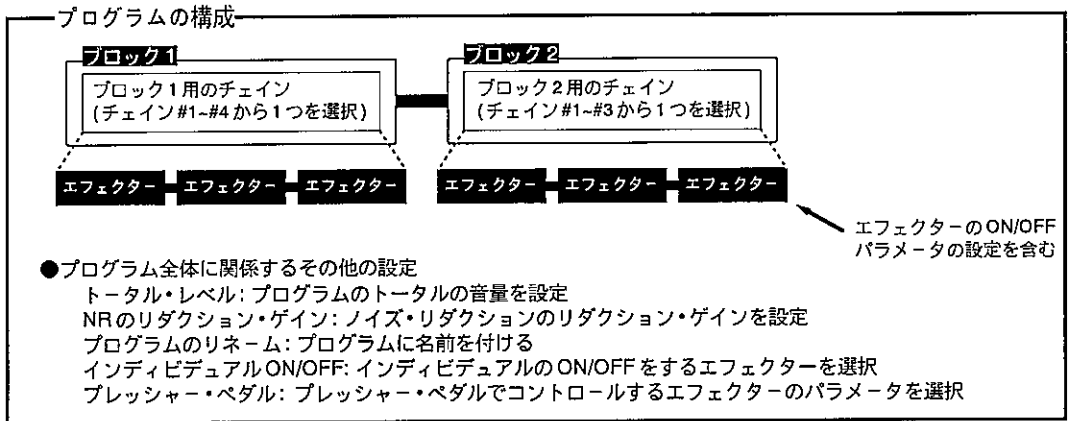 プログラムの構成
ブロック1
ブロック1用のチェイン
(チェイン#1~#4から1つを選択)
エフェクター エフェクター エフェクター
ブロック2
ブロック2用のチェイン
(チェイン#1~#3から1つを選択)
エフェクター エフェクター エフェクター
エフェクターのON/OFF
パラメータの設定を含む
●プログラム全体に関係するその他の設定
トータル・レベル: プログラムのトータルの音量を設定
NRのリダクション・ゲイン: ノイズ・リダクションのリダクション・ゲインを設定
プログラムのリネーム: プログラムに名前を付ける
インディビデュアルON/OFF: インディビデュアルのON/OFFをするエフェクターを選択
プレッシャー・ペダル: プレッシャー・ペダルでコントロールするエフェクターのパラメータを選択